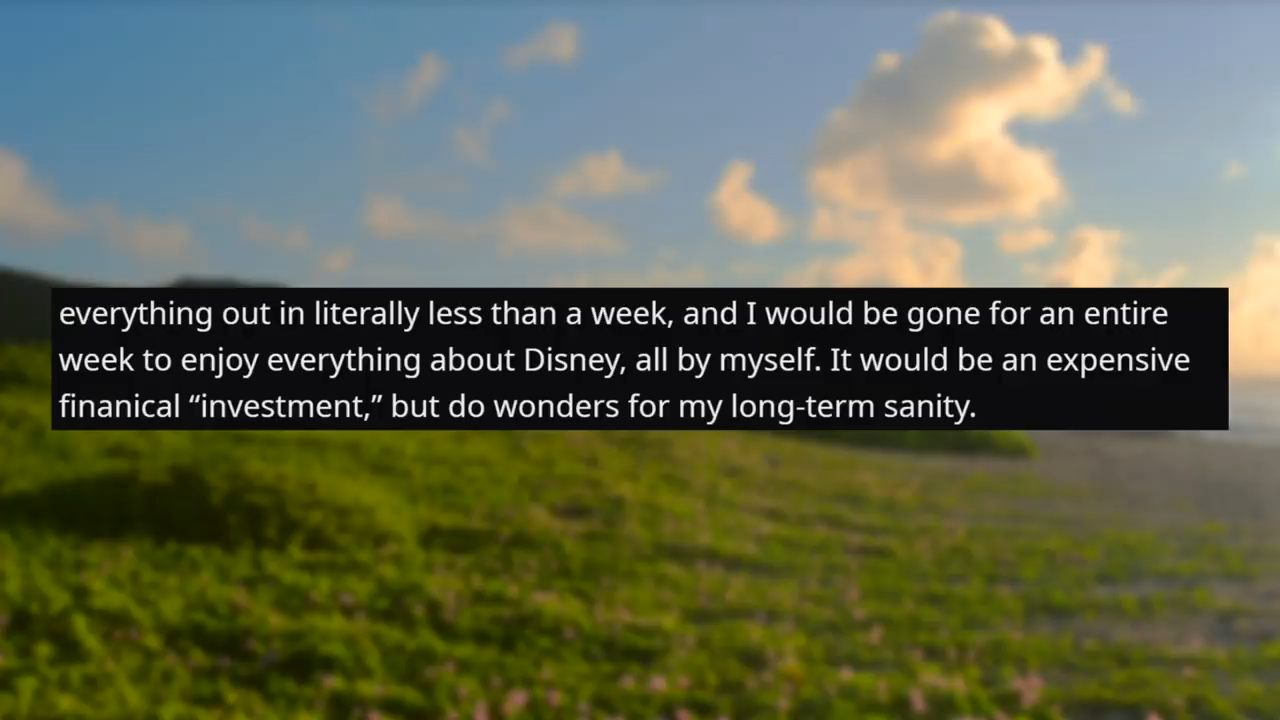 everything out in literally less than a week, and I would be gone for an entire
week to enjoy everything about Disney, all by myself. It would be an expensive
finanical “investment,” but do wonders for my long-term sanity.